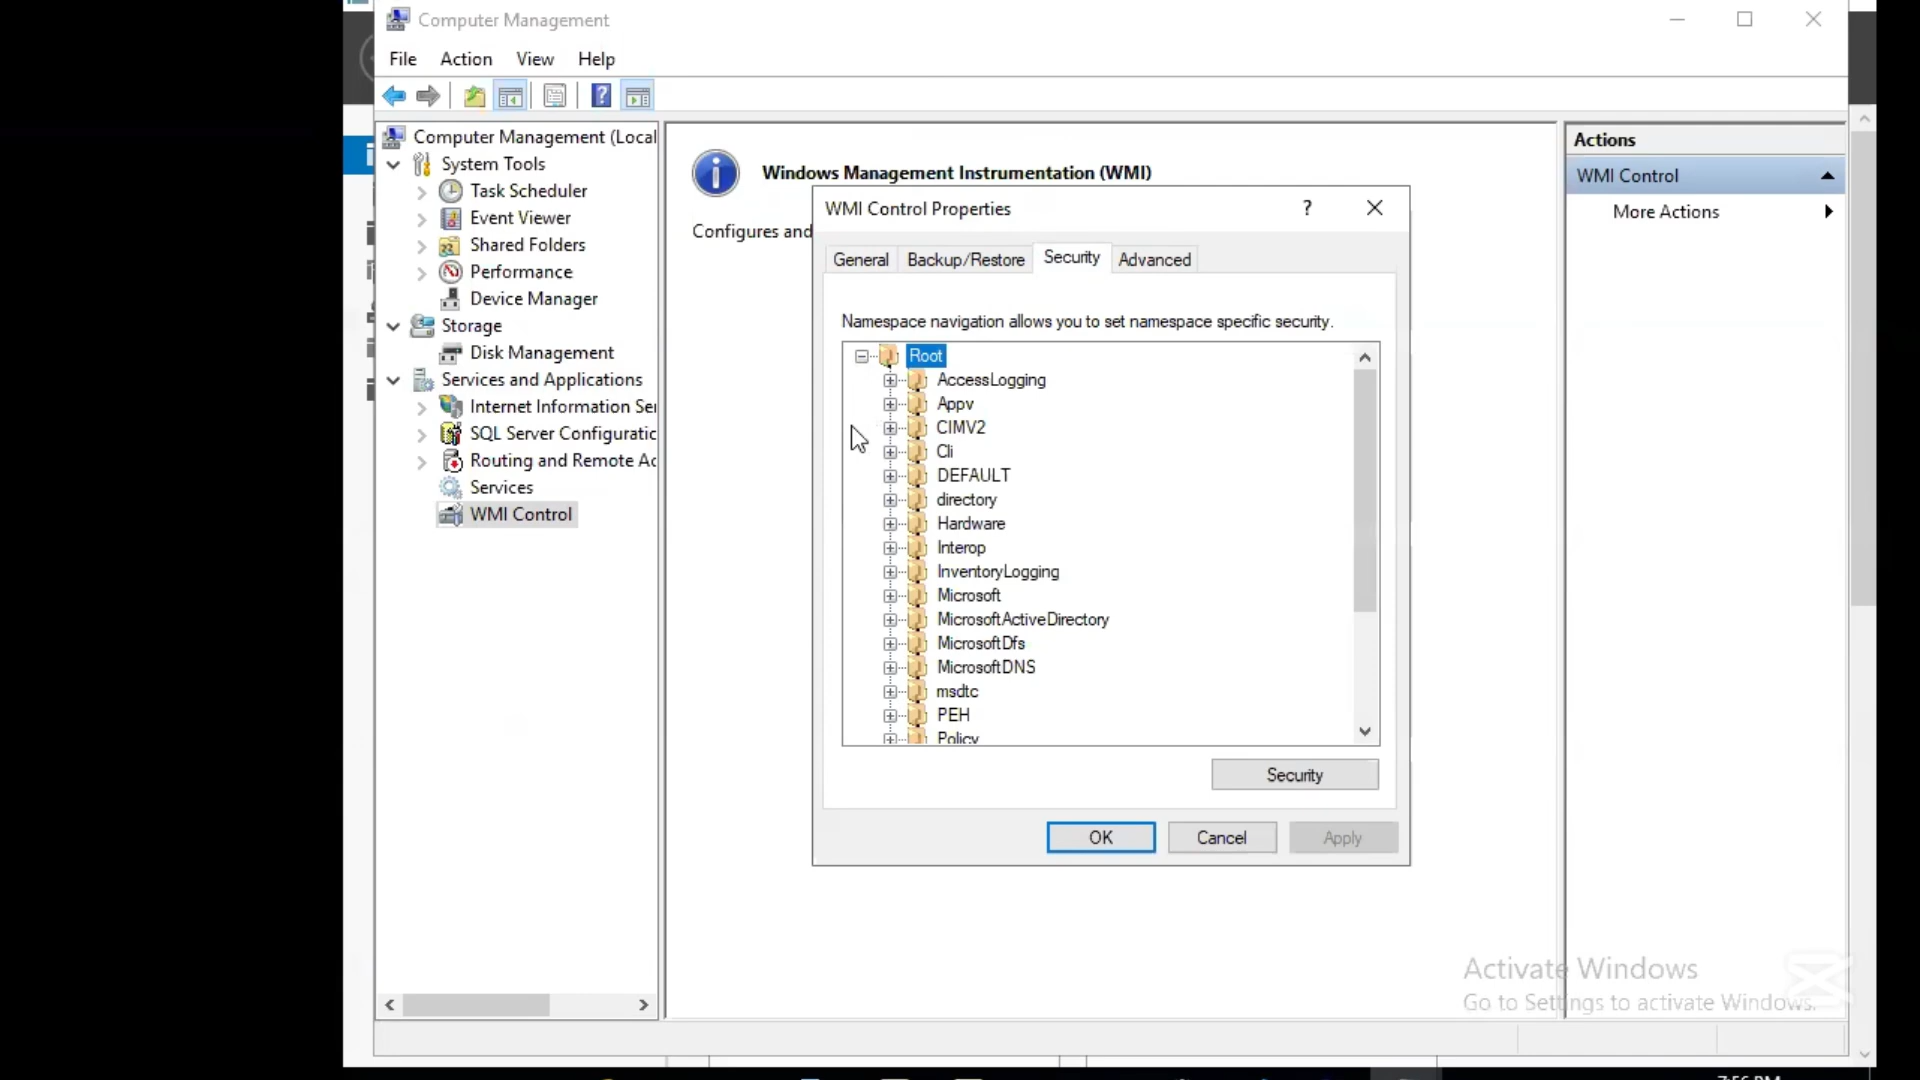 Computer Management
File Action View Help
Computer Management (Local
System Tools
Task Scheduler
Event Viewer
Shared Folders
Performance
Device Manager
Storage
Disk Management
Services and Applications
Internet Information Ser
SQL Server Configuratic
Routing and Remote Ac
Services
WMI Control
Windows Management Instrumentation (WMI)
Configures and
WMI Control Properties
General Backup/Restore Security Advanced
Namespace navigation allows you to set namespace specific security.
Root
AccessLogging
Appv
CIMV2
Cli
DEFAULT
directory
Hardware
Interop
InventoryLogging
Microsoft
MicrosoftActiveDirectory
MicrosoftDfs
MicrosoftDNS
msdtc
PEH
Policy
Security
OK Cancel Apply
Actions
WMI Control
More Actions
Activate Windows
Go to Settings to activate Windows.
7:56 PM